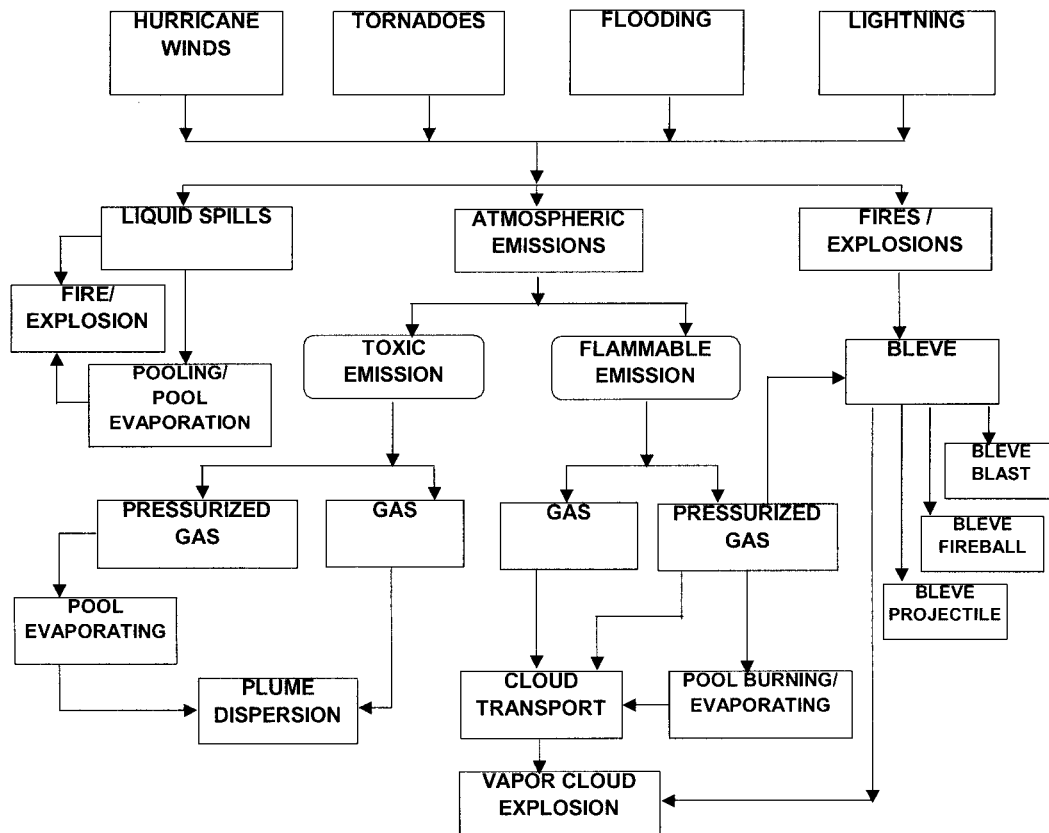 HURRICANE
WINDS
TORNADOES
FLOODING
LIGHTNING
LIQUID SPILLS
ATMOSPHERIC
EMISSIONS
FIRES /
EXPLOSIONS
FIRE/
EXPLOSION
TOXIC
EMISSION
FLAMMABLE
EMISSION
BLEVE
POOLING/
POOL
EVAPORATION
BLEVE
BLAST
PRESSURIZED
GAS
GAS
GAS
PRESSURIZED
GAS
BLEVE
FIREBALL
BLEVE
PROJECTILE
POOL
EVAPORATING
PLUME
DISPERSION
CLOUD
TRANSPORT
POOL BURNING/
EVAPORATING
VAPOR CLOUD
EXPLOSION